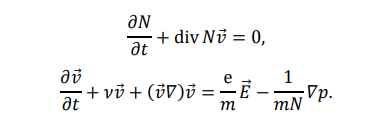 ∂N/∂t + div Nv⃗ = 0,
∂v⃗/∂t + νv⃗ + (v⃗∇)v⃗ = e/m E⃗ − 1/mN ∇p.